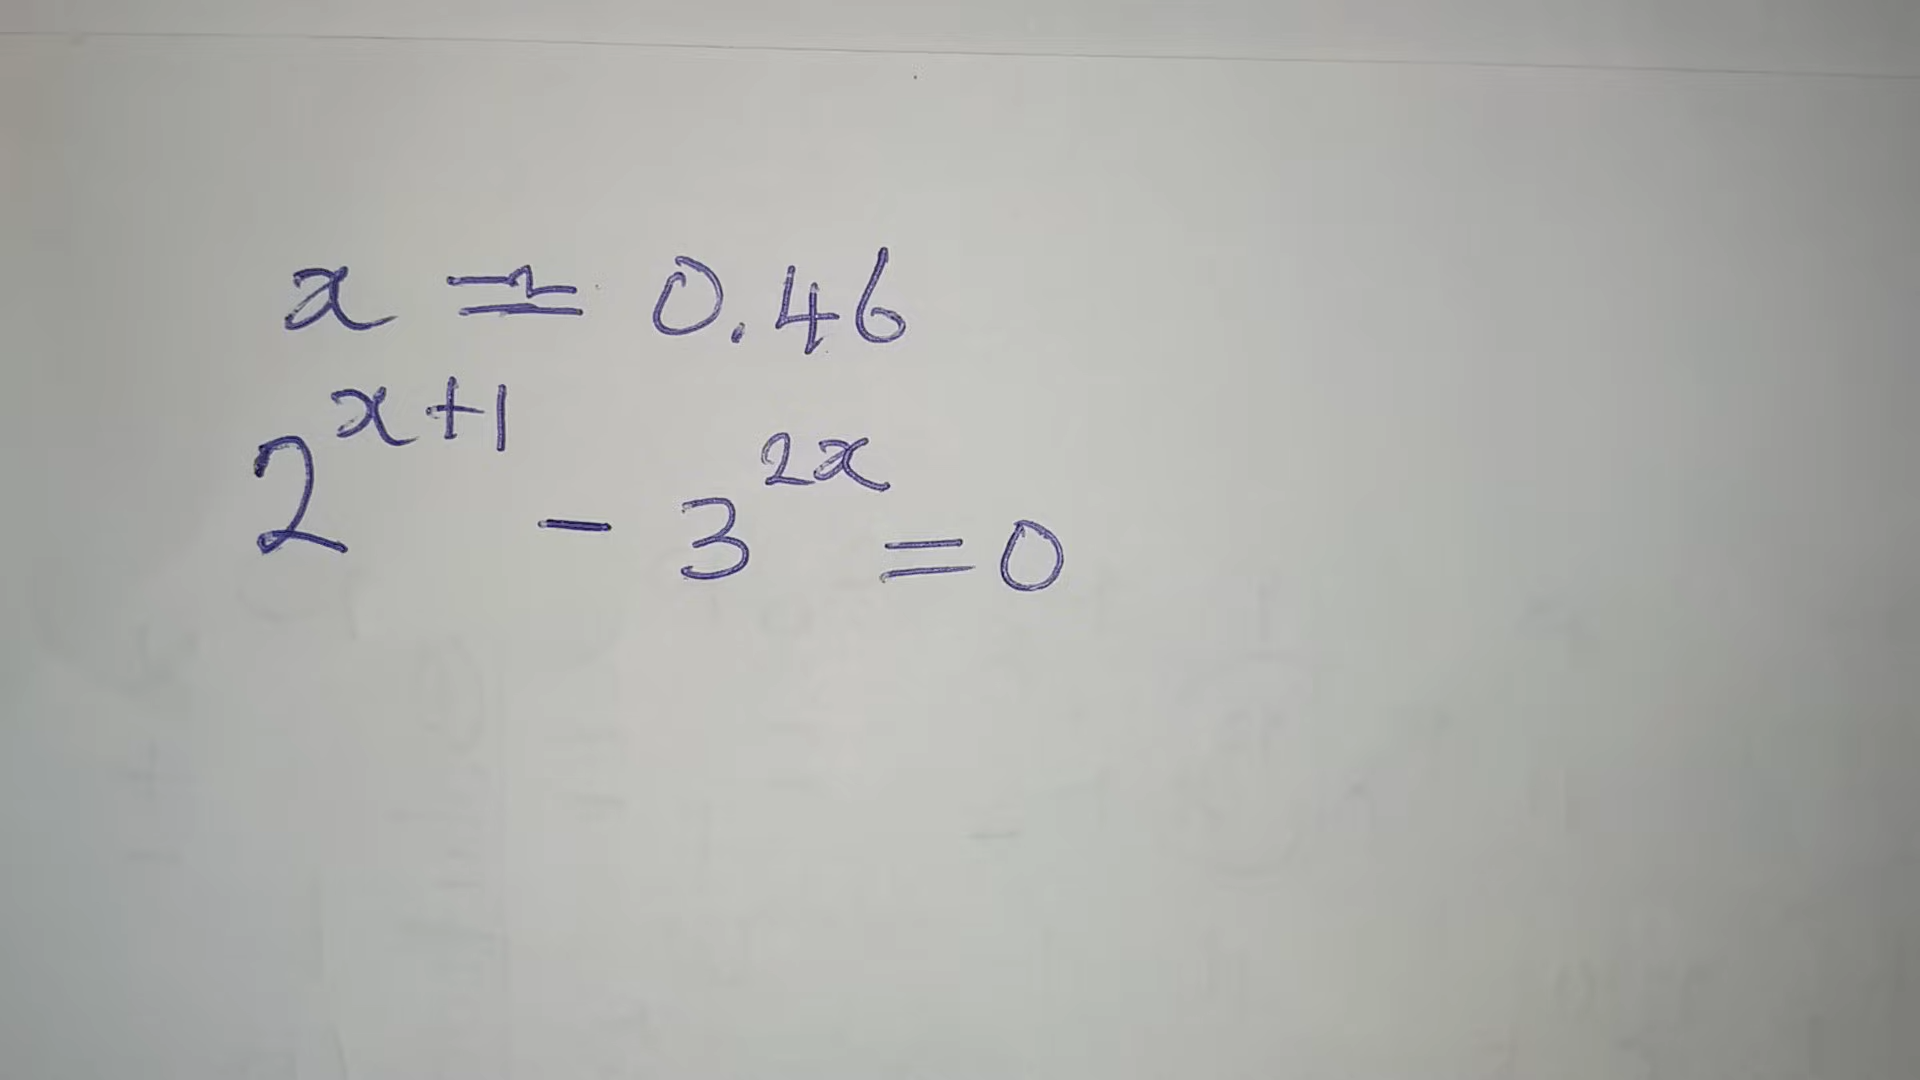 x ≃ 0.46
2^{x+1} - 3^{2x} = 0